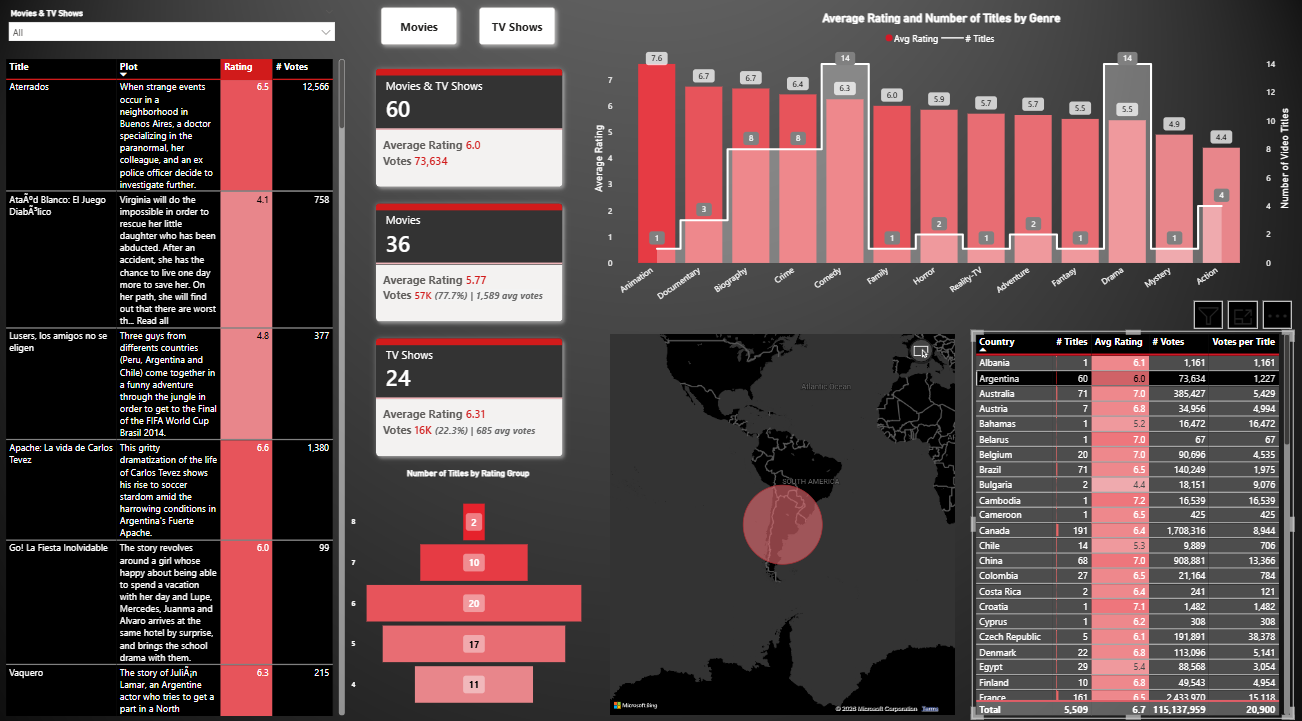 Movies & TV Shows
All
Title Plot Rating # Votes
Aterrados When strange events 6.5 12,566
occur in a
neighborhood in
Buenos Aires, a doctor
specializing in the
paranormal, her
colleague, and an ex
police officer decide to
investigate further.
AtaÃºd Blanco: El Juego Virginia will do the 4.1 758
DiabÃ³lico impossible in order to
rescue her little
daughter who has been
abducted. After an
accident, she has the
chance to live one day
more to save her. On
her path, she will find
out that there are worst
th... Read all
Lusers, los amigos no se Three guys from 4.8 377
eligen differents countries
(Peru, Argentina and
Chile) come together in
a funny adventure
through the jungle in
order to get to the Final
of the FIFA World Cup
Brasil 2014.
Apache: La vida de Carlos This gritty 6.6 1,380
Tevez dramatization of the life
of Carlos Tevez shows
his rise to soccer
stardom amid the
harrowing conditions in
Argentina's Fuerte
Apache.
Go! La Fiesta Inolvidable The story revolves 6.0 99
around a girl whose
happy about being able
to spend a vacation
with her day and Lupe,
Mercedes, Juanma and
Alvaro arrives at the
same hotel by surprise,
and brings the school
drama with them.
Vaquero The story of JuliÃ¡n 6.3 215
Lamar, an Argentine
actor who tries to get a
part in a North
Movies
TV Shows
Movies & TV Shows
60
Average Rating 6.0
Votes 73,634
Movies
36
Average Rating 5.77
Votes 57K (77.7%) | 1,589 avg votes
TV Shows
24
Average Rating 6.31
Votes 16K (22.3%) | 685 avg votes
Number of Titles by Rating Group
8 2
7 10
6 20
5 17
4 11
Average Rating and Number of Titles by Genre
Avg Rating # Titles
Average Rating
7
6
5
4
3
2
1
0
7.6 6.7 6.7 6.4 6.3 6.0 5.9 5.7 5.7 5.5 5.5 4.9 4.4
1 3 8 8 14 1 2 1 2 1 14 1 4
Animation Documentary Biography Crime Comedy Family Horror Reality-TV Adventure Fantasy Drama Mystery Action
14
12
10
8
6
4
2
0
Number of Video Titles
Atlantic Ocean
SOUTH AMERICA
Microsoft Bing
© 2026 Microsoft Corporation Terms
Country # Titles Avg Rating # Votes Votes per Title
Albania 1 6.1 1,161 1,161
Argentina 60 6.0 73,634 1,227
Australia 71 7.0 385,427 5,429
Austria 7 6.8 34,956 4,994
Bahamas 1 5.2 16,472 16,472
Belarus 1 7.0 67 67
Belgium 20 7.0 90,696 4,535
Brazil 71 6.5 140,249 1,975
Bulgaria 2 4.4 18,151 9,076
Cambodia 1 7.2 16,539 16,539
Cameroon 1 6.5 425 425
Canada 191 6.4 1,708,316 8,944
Chile 14 5.3 9,889 706
China 68 7.0 908,881 13,366
Colombia 27 6.5 21,164 784
Costa Rica 2 6.4 241 121
Croatia 1 7.1 1,482 1,482
Cyprus 1 6.2 308 308
Czech Republic 5 6.1 191,891 38,378
Denmark 22 6.8 113,096 5,141
Egypt 29 5.4 88,568 3,054
Finland 10 6.8 49,543 4,954
France 161 6.5 2,433,970 15,118
Total 5,509 6.7 115,137,959 20,900